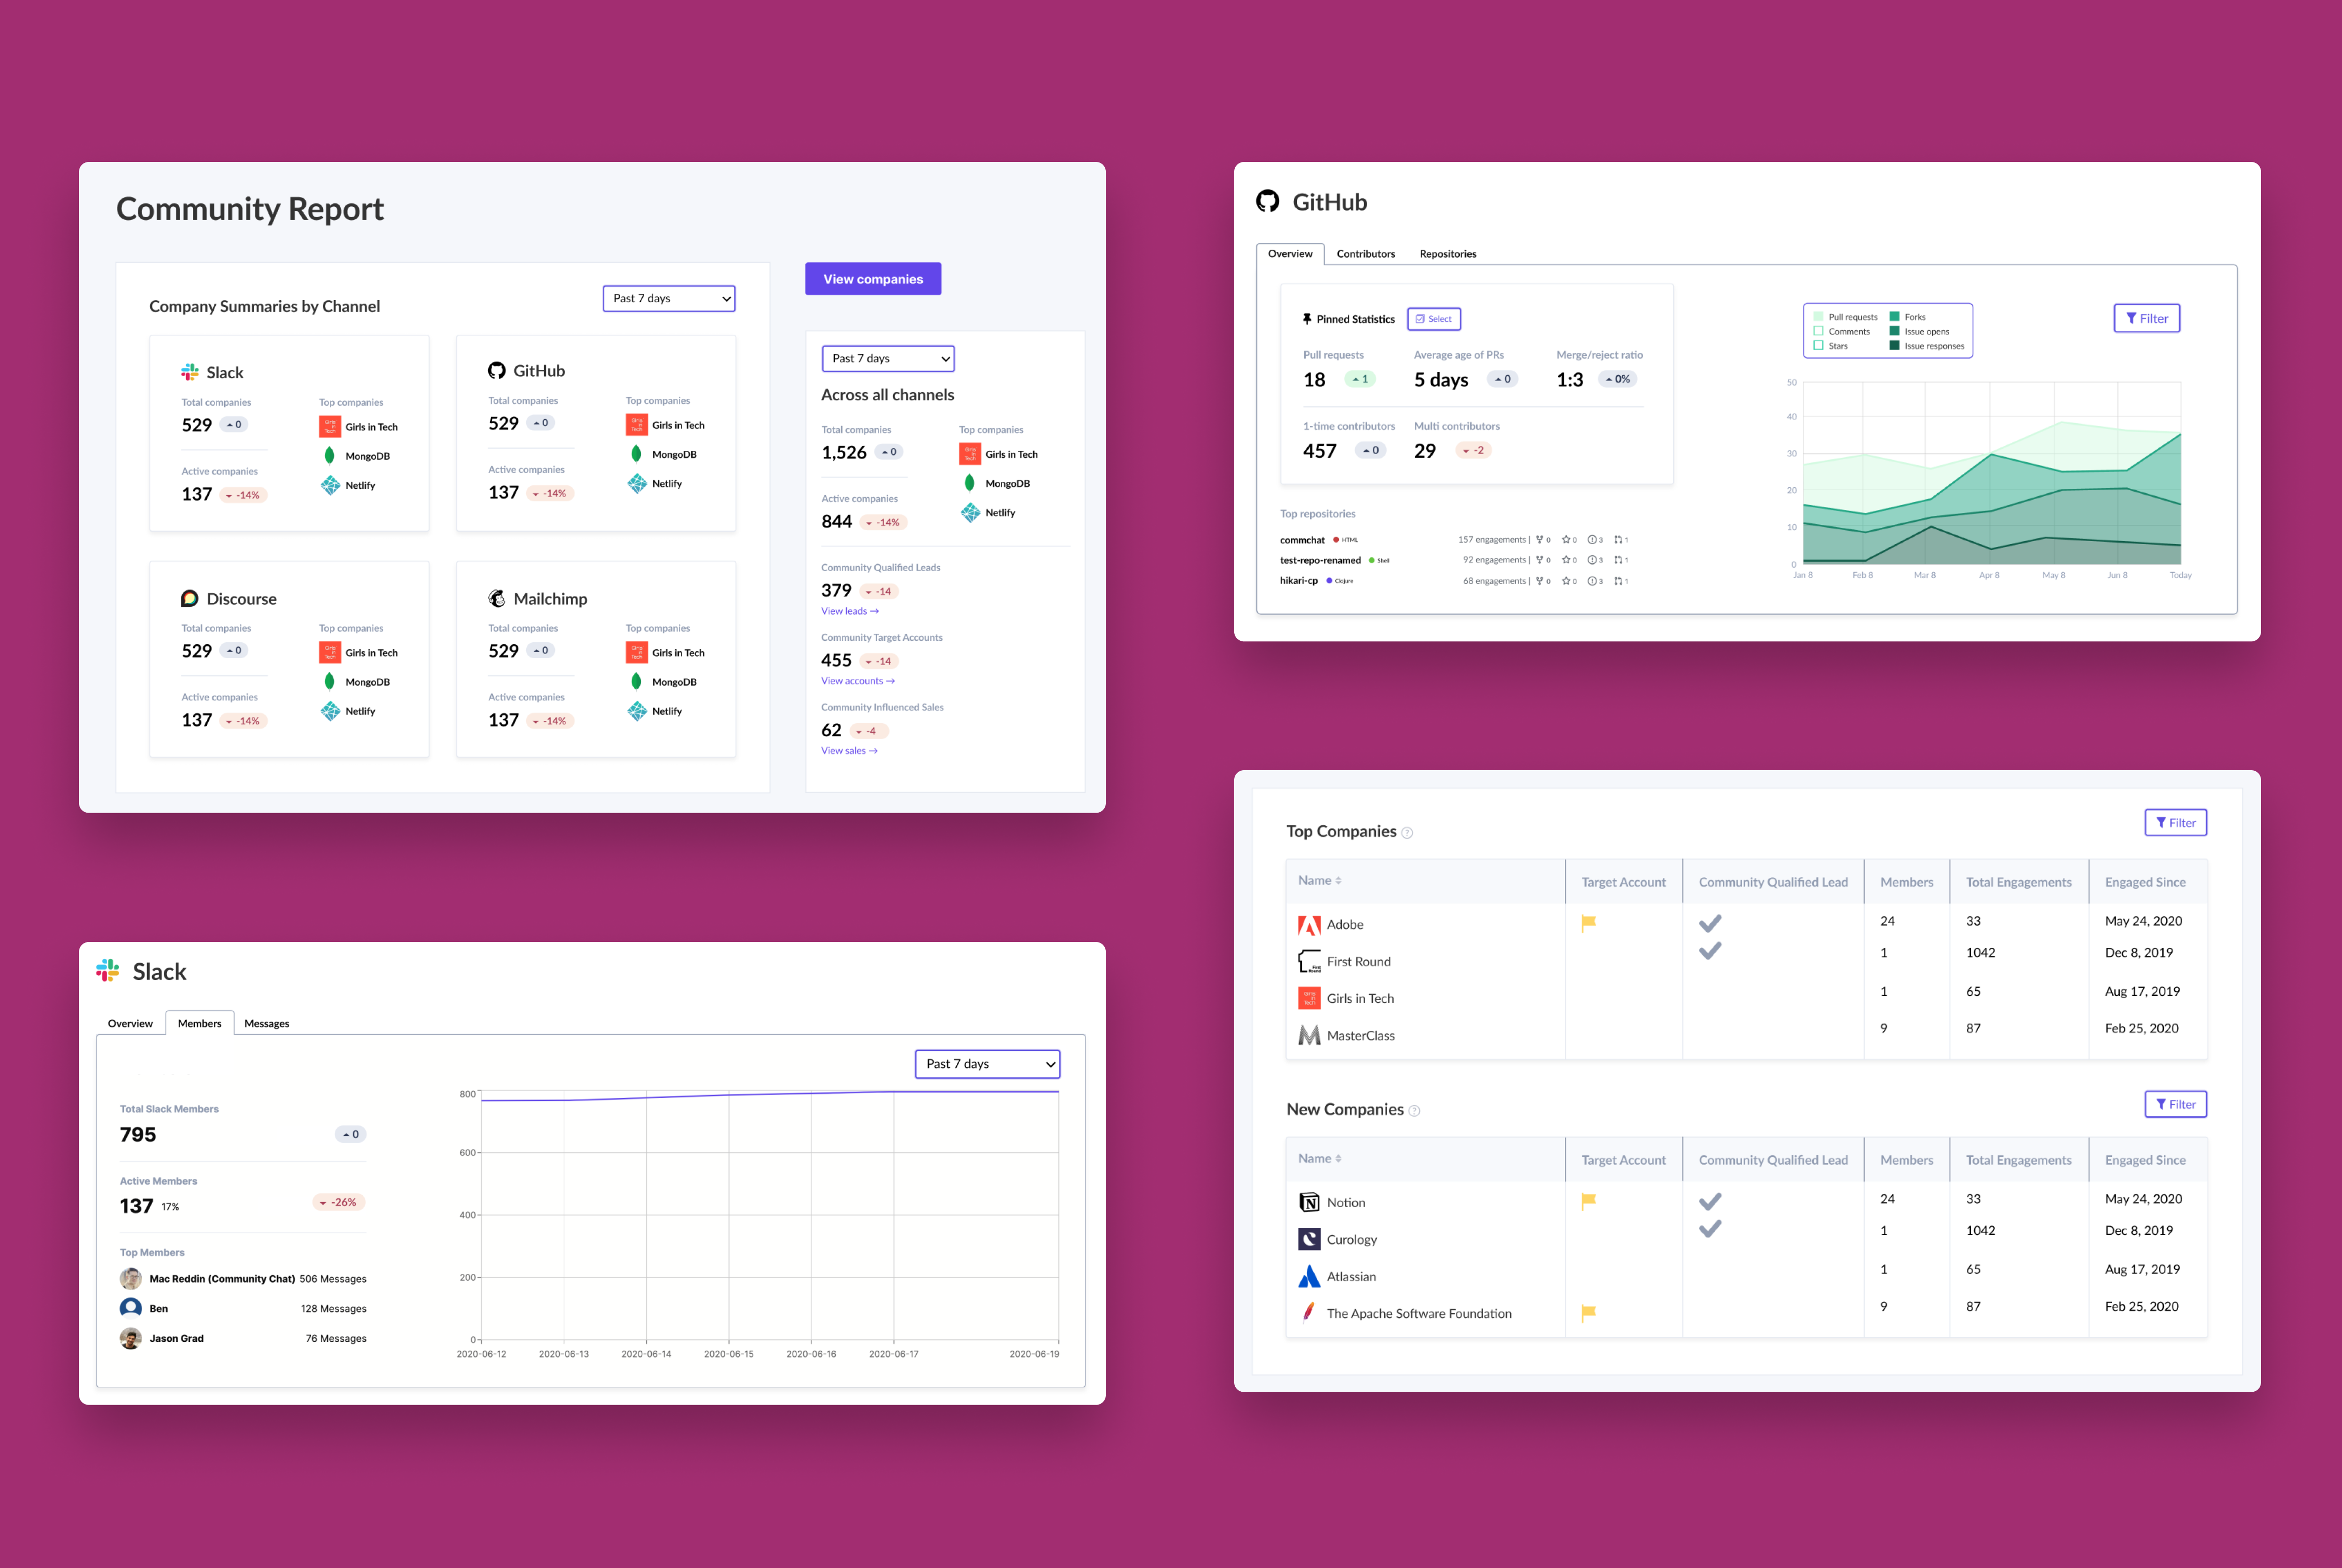 Community Report
Company Summaries by Channel
Past 7 days
Slack
Total companies
529
0
Active companies
137
-14%
Top companies
Girls in Tech
MongoDB
Netlify
GitHub
Total companies
529
0
Active companies
137
-14%
Top companies
Girls in Tech
MongoDB
Netlify
Discourse
Total companies
529
0
Active companies
137
-14%
Top companies
Girls in Tech
MongoDB
Netlify
Mailchimp
Total companies
529
0
Active companies
137
-14%
Top companies
Girls in Tech
MongoDB
Netlify
View companies
Past 7 days
Across all channels
Total companies
1,526
0
Active companies
844
-14%
Top companies
Girls in Tech
MongoDB
Netlify
Community Qualified Leads
379
-14
View leads →
Community Target Accounts
455
-14
View accounts →
Community Influenced Sales
62
-4
View sales →
GitHub
Overview Contributors Repositories
Pinned Statistics
Select
Pull requests
18
1
Average age of PRs
5 days
0
Merge/reject ratio
1:3
0%
1-time contributors
457
0
Multi contributors
29
-2
Top repositories
commchat HTML 157 engagements | 0 0 3 1
test-repo-renamed Shell 92 engagements | 0 0 3 1
hikari-cp Clojure 68 engagements | 0 0 3 1
Pull requests Forks
Comments Issue opens
Stars Issue responses
Filter
50
40
30
20
10
0
Jan 8 Feb 8 Mar 8 Apr 8 May 8 Jun 8 Today
Slack
Overview Members Messages
Past 7 days
Total Slack Members
795
0
Active Members
137 17%
-26%
Top Members
Mac Reddin (Community Chat) 506 Messages
Ben 128 Messages
Jason Grad 76 Messages
800
600
400
200
0
2020-06-12 2020-06-13 2020-06-14 2020-06-15 2020-06-16 2020-06-17 2020-06-19
Top Companies ?
Filter
Name Target Account Community Qualified Lead Members Total Engagements Engaged Since
Adobe 24 33 May 24, 2020
First Round 1 1042 Dec 8, 2019
Girls in Tech 1 65 Aug 17, 2019
MasterClass 9 87 Feb 25, 2020
New Companies ?
Filter
Name Target Account Community Qualified Lead Members Total Engagements Engaged Since
Notion 24 33 May 24, 2020
Curology 1 1042 Dec 8, 2019
Atlassian 1 65 Aug 17, 2019
The Apache Software Foundation 9 87 Feb 25, 2020